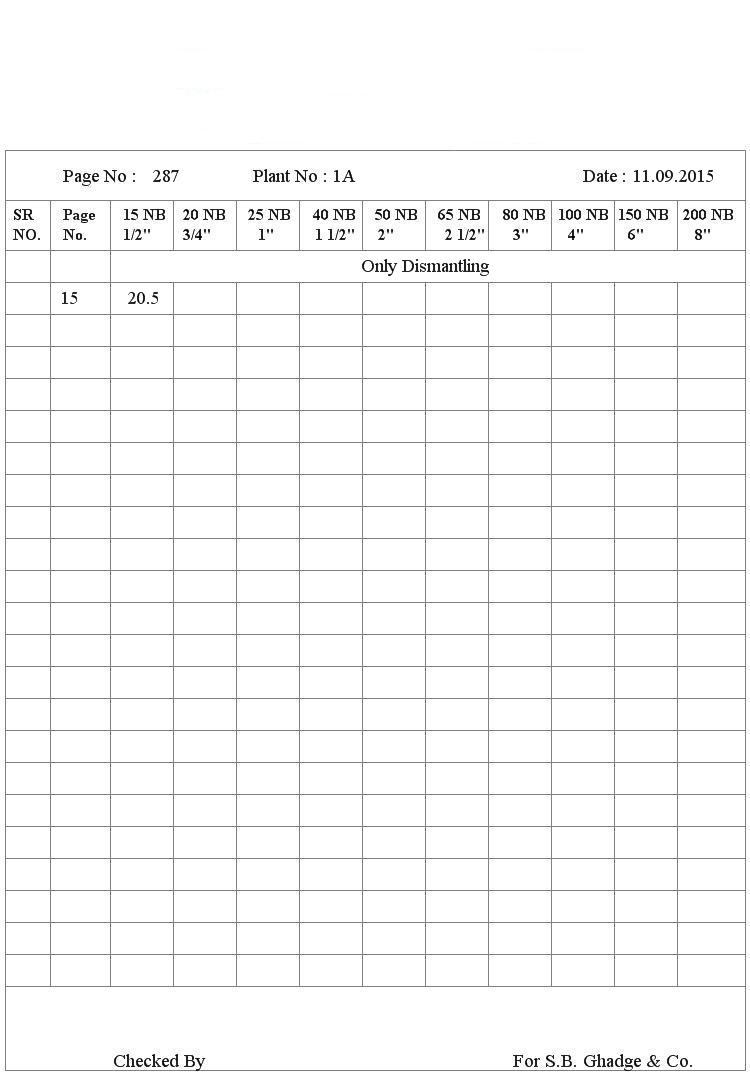 Page No : 287 Plant No : 1A Date : 11.09.2015
SR Page 15 NB 20 NB 25 NB 40 NB 50 NB 65 NB 80 NB 100 NB 150 NB 200 NB
NO. No. 1/2" 3/4" 1" 1 1/2" 2" 2 1/2" 3" 4" 6" 8"
Only Dismantling
15 20.5
Checked By For S.B. Ghadge & Co.